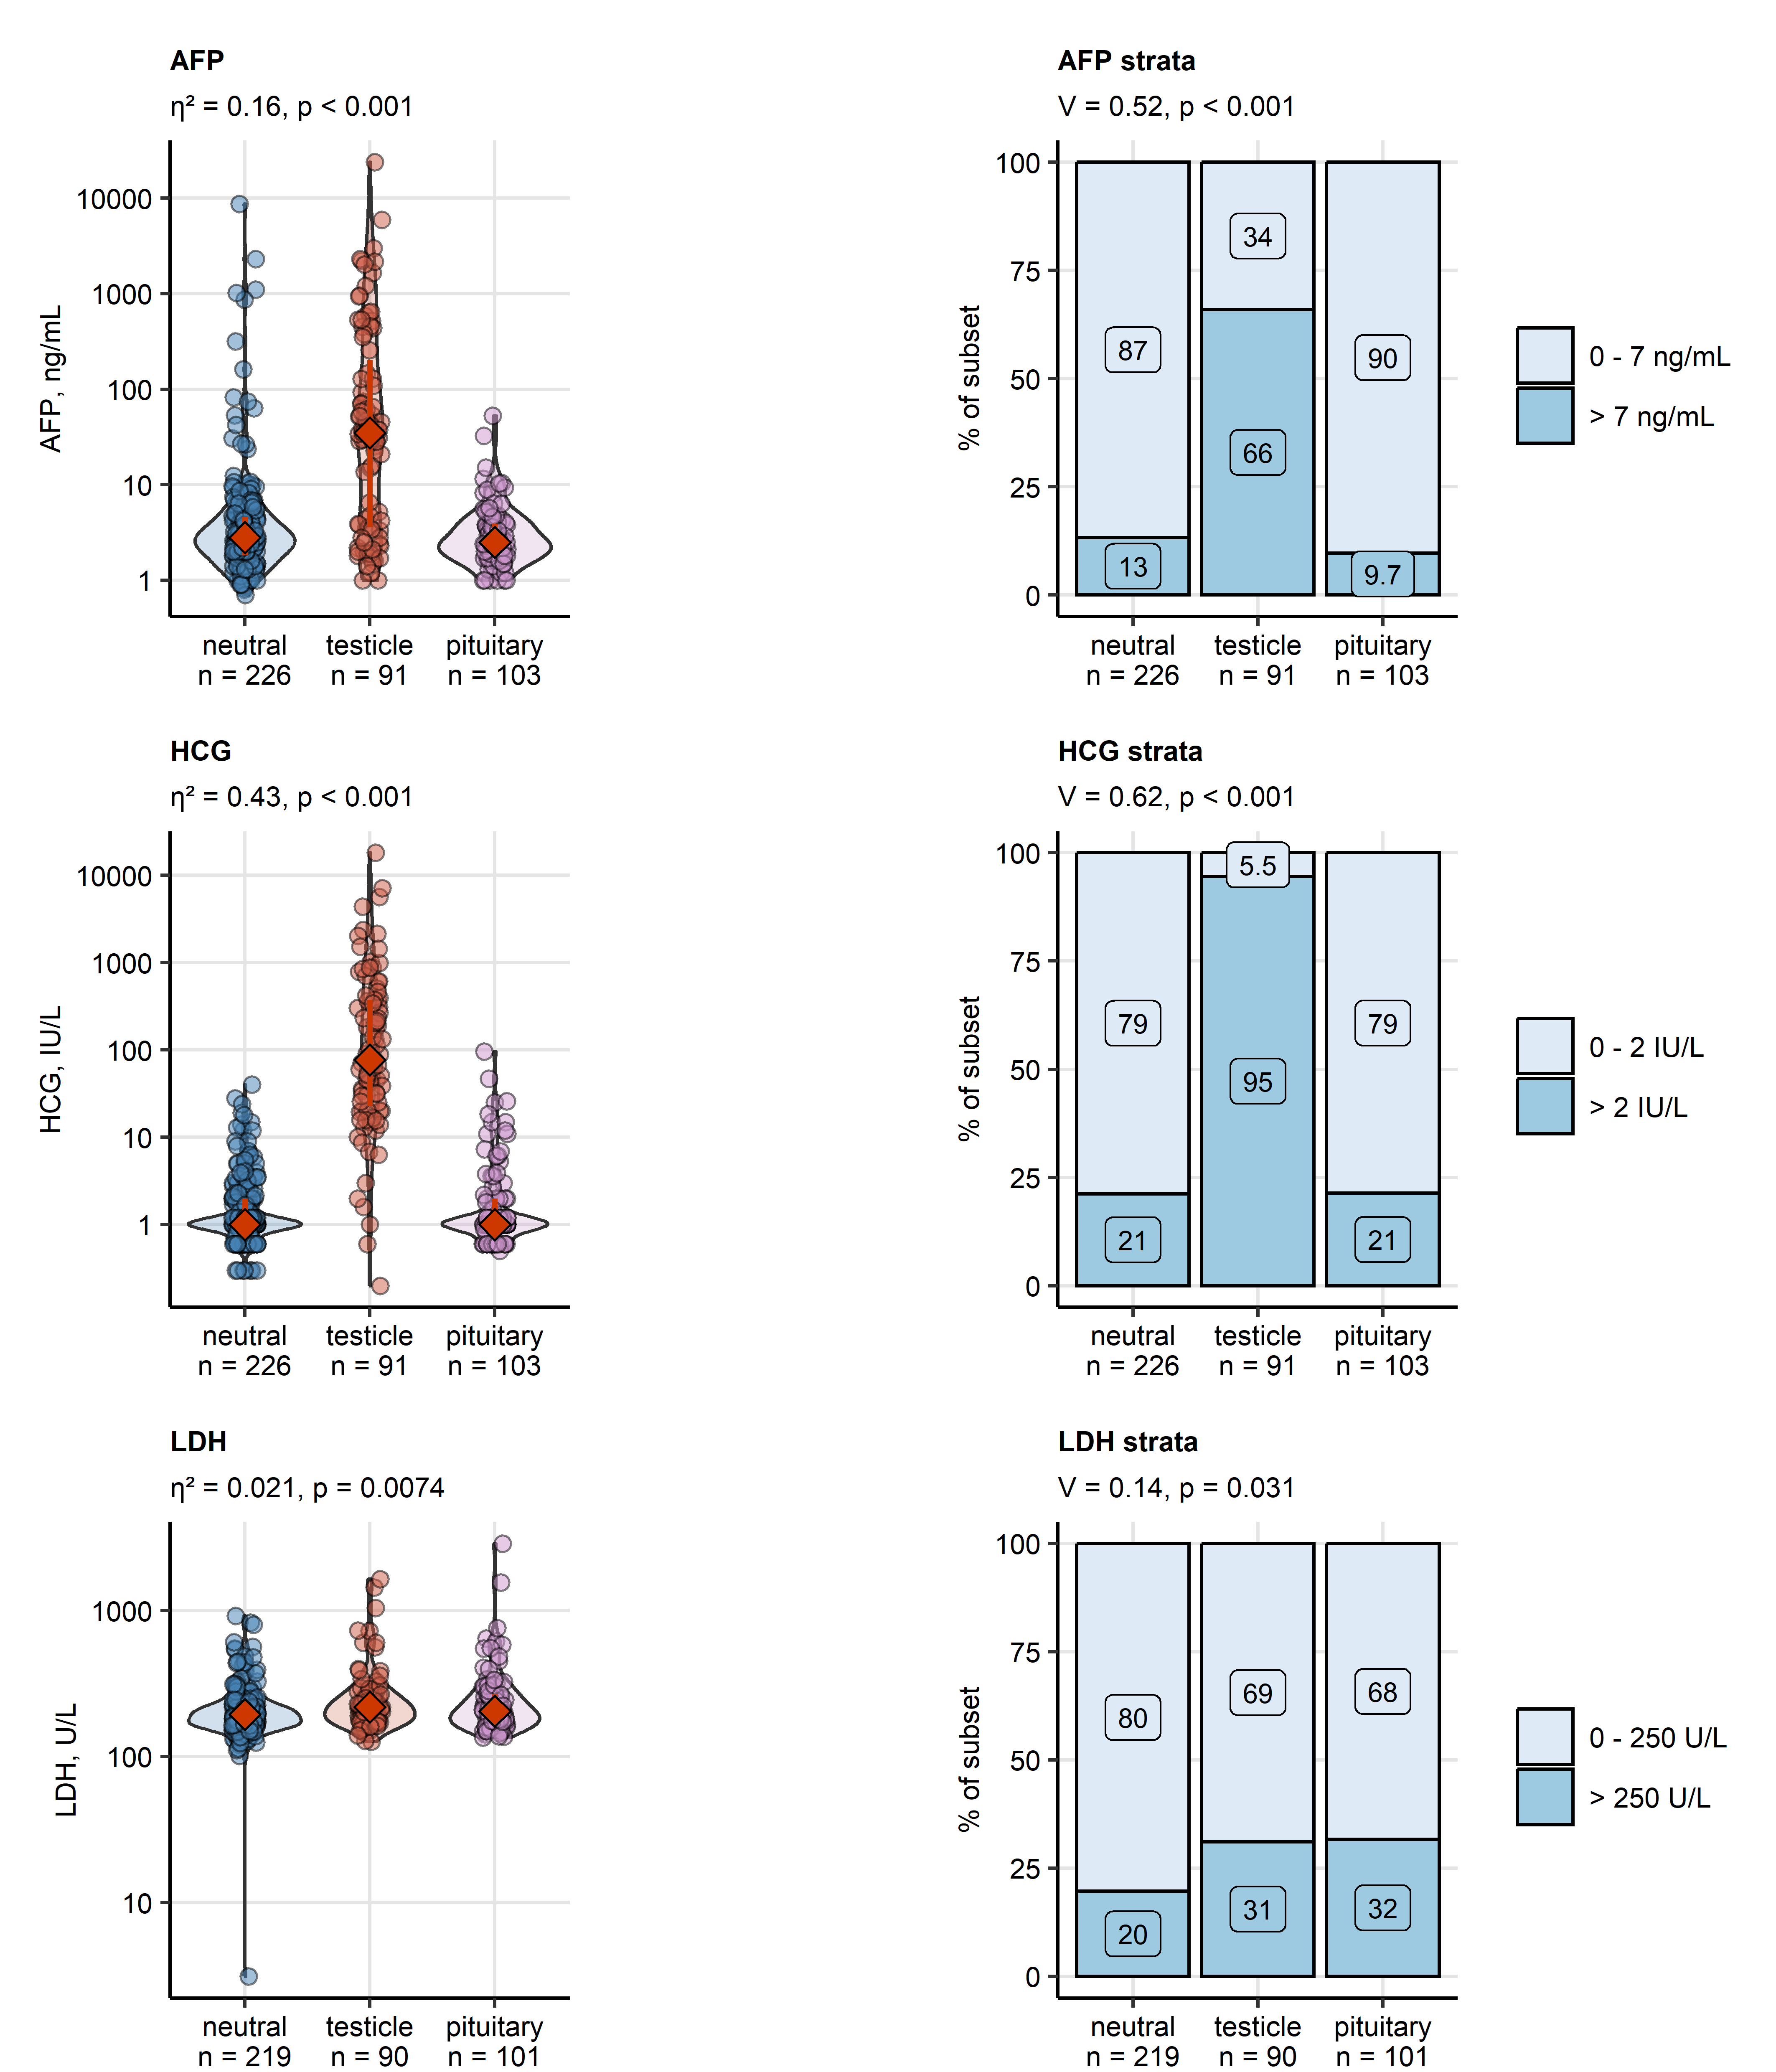 AFP
η² = 0.16, p < 0.001
AFP, ng/mL
10000
1000
100
10
1
neutral testicle pituitary
n = 226 n = 91 n = 103
AFP strata
V = 0.52, p < 0.001
% of subset
100
75
50
25
0
87
13
34
66
90
9.7
neutral testicle pituitary
n = 226 n = 91 n = 103
0 - 7 ng/mL
> 7 ng/mL
HCG
η² = 0.43, p < 0.001
HCG, IU/L
10000
1000
100
10
1
neutral testicle pituitary
n = 226 n = 91 n = 103
HCG strata
V = 0.62, p < 0.001
% of subset
100
75
50
25
0
79
21
5.5
95
79
21
neutral testicle pituitary
n = 226 n = 91 n = 103
0 - 2 IU/L
> 2 IU/L
LDH
η² = 0.021, p = 0.0074
LDH, U/L
1000
100
10
neutral testicle pituitary
n = 219 n = 90 n = 101
LDH strata
V = 0.14, p = 0.031
% of subset
100
75
50
25
0
80
20
69
31
68
32
neutral testicle pituitary
n = 219 n = 90 n = 101
0 - 250 U/L
> 250 U/L